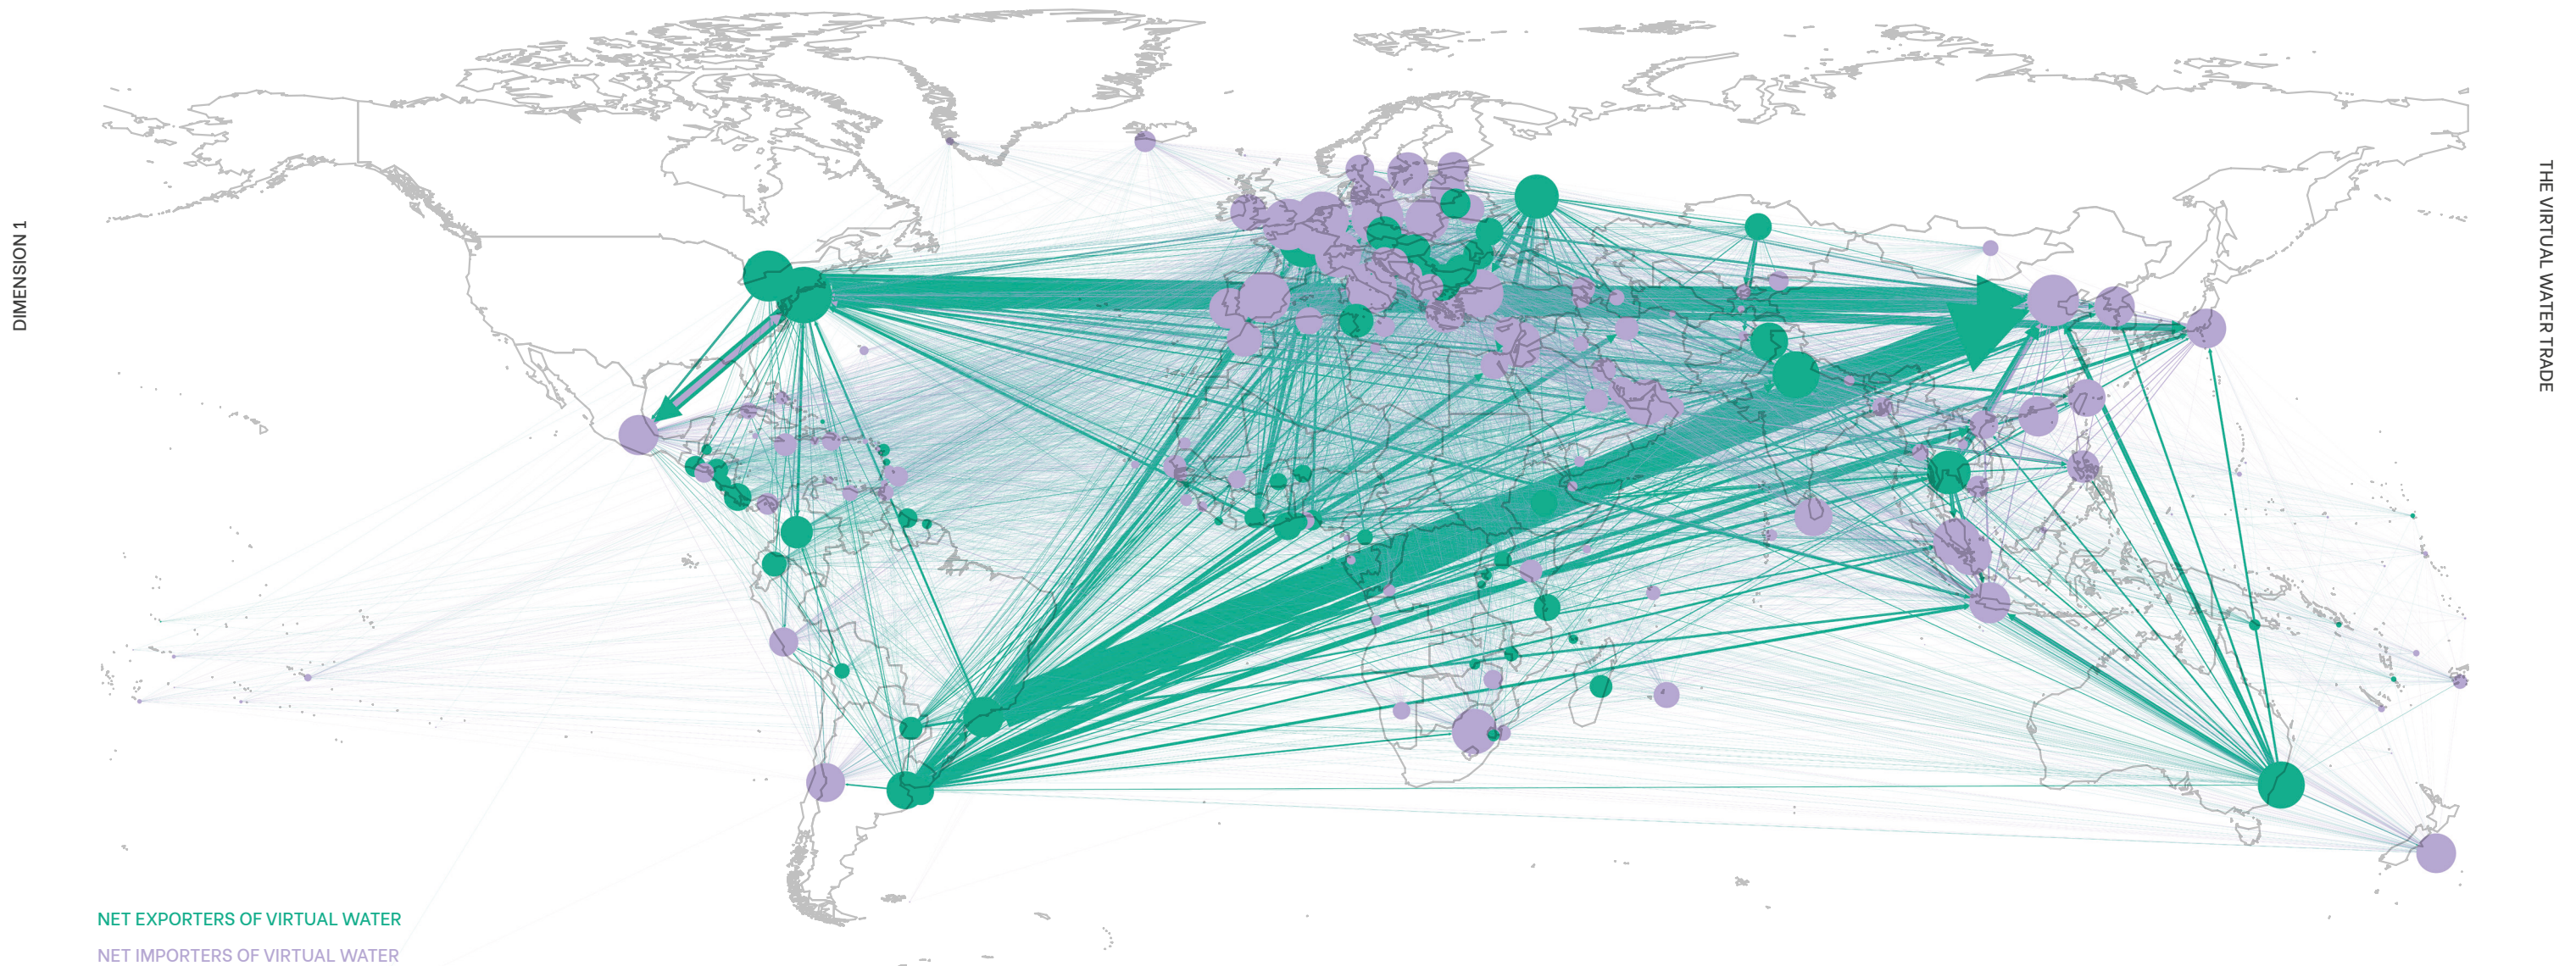 DIMENSION 1
THE VIRTUAL WATER TRADE
NET EXPORTERS OF VIRTUAL WATER
NET IMPORTERS OF VIRTUAL WATER